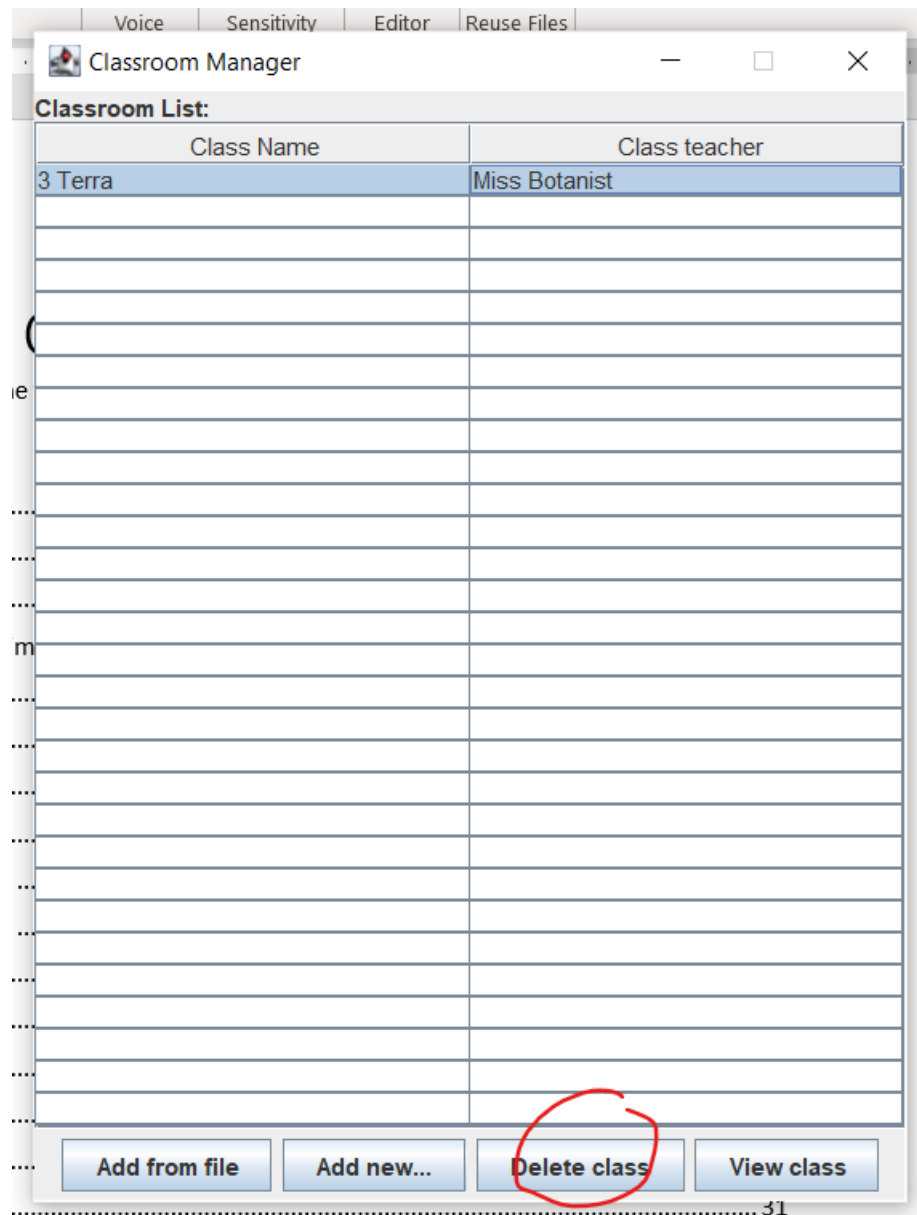 Voice Sensitivity Editor Reuse Files
Classroom Manager
Classroom List:
Class Name Class teacher
3 Terra Miss Botanist
(
e
m
Add from file Add new... Delete class View class
31